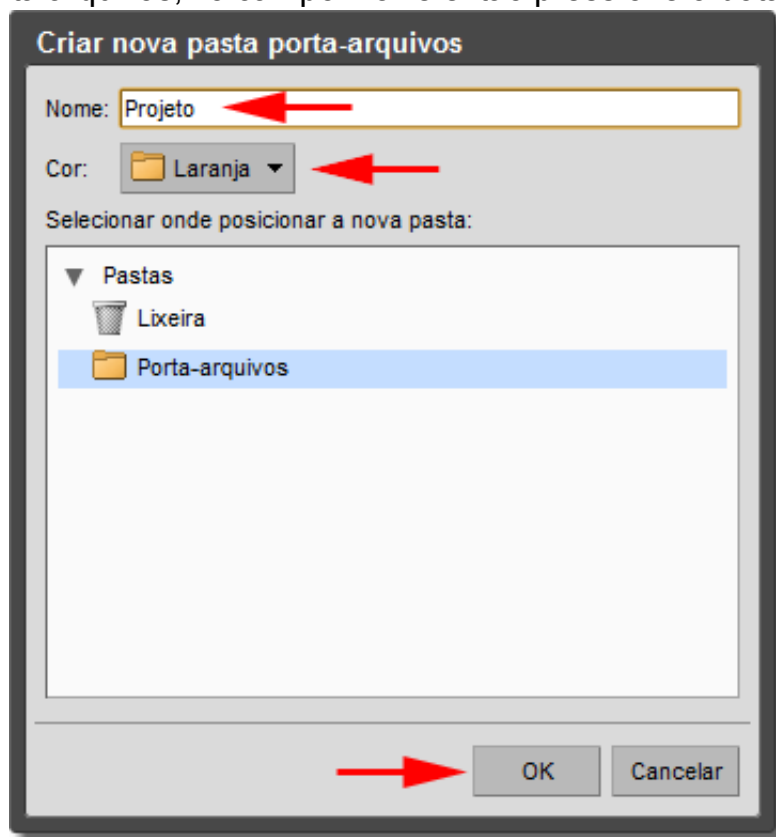 Criar nova pasta porta-arquivos
Nome: Projeto
Cor: Laranja
Selecionar onde posicionar a nova pasta:
Pastas
Lixeira
Porta-arquivos
OK Cancelar